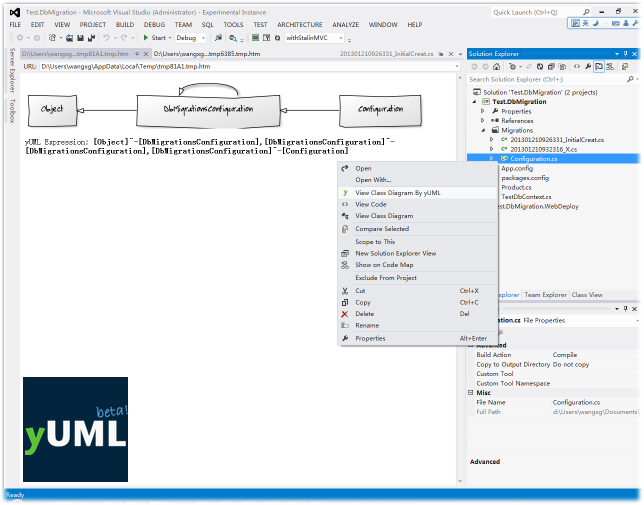 Test.DbMigration - Microsoft Visual Studio (Administrator) - Experimental Instance
Quick Launch (Ctrl+Q)
FILE EDIT VIEW PROJECT BUILD DEBUG TEAM SQL TOOLS TEST ARCHITECTURE ANALYZE WINDOW HELP
Start Debug withStalinMVC
Server Explorer
Toolbox
D:\Users\wangxg...tmp81A1.tmp.htm D:\Users\wangxg...tmp6385.tmp.htm 201301210926331_InitialCreat.cs
URL: D:\Users\wangxg\AppData\Local\Temp\tmp81A1.tmp.htm
Object
DbMigrationsConfiguration
Configuration
yUML Expression: [Object]^-[DbMigrationsConfiguration],[DbMigrationsConfiguration]^-
[DbMigrationsConfiguration],[DbMigrationsConfiguration]^-[Configuration]
Open
Open With...
View Class Diagram By yUML
View Code
View Class Diagram
Compare Selected
Scope to This
New Solution Explorer View
Show on Code Map
Exclude From Project
Cut Ctrl+X
Copy Ctrl+C
Delete Del
Rename
Properties Alt+Enter
beta!
yUML
Solution Explorer
Search Solution Explorer (Ctrl+;)
Solution 'Test.DbMigration' (2 projects)
Test.DbMigration
Properties
References
Migrations
201301210926331_InitialCreat.cs
201301210932316_X.cs
Configuration.cs
App.config
packages.config
Product.cs
TestDbContext.cs
st.DbMigration.WebDeploy
xplorer Team Explorer Class View
ration.cs File Properties
Advanced
Build Action Compile
Copy to Output Directory Do not copy
Custom Tool
Custom Tool Namespace
Misc
File Name Configuration.cs
Full Path d:\Users\wangxg\Documents\
Advanced
Ready